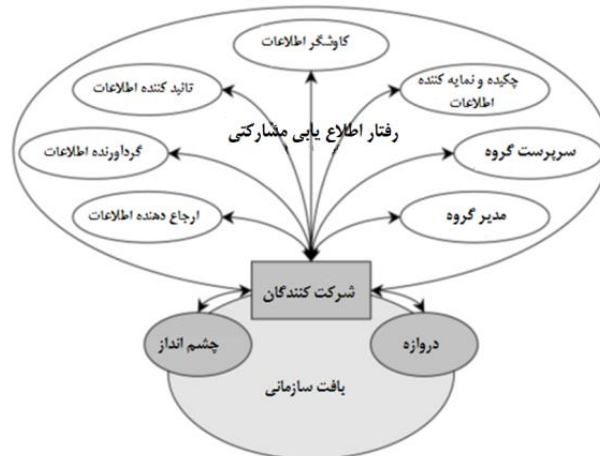 کاوشگر اطلاعات
چکیده و نمایه کننده
اطلاعات
تائید کننده اطلاعات
رفتار اطلاع یابی مشارکتی
سرپرست گروه
گردآورنده اطلاعات
مدیر گروه
ارجاع دهنده اطلاعات
شرکت کنندگان
دروازه
چشم انداز
بافت سازمانی